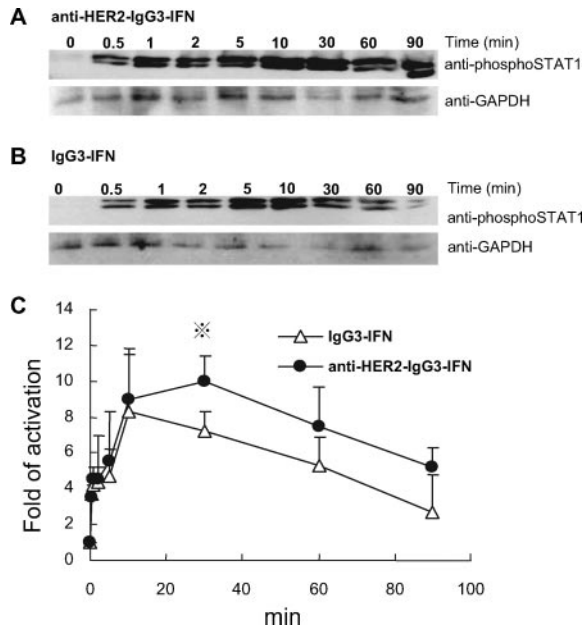 A anti-HER2-IgG3-IFN
0 0.5 1 2 5 10 30 60 90 Time (min)
anti-phosphoSTAT1
anti-GAPDH
B IgG3-IFN
0 0.5 1 2 5 10 30 60 90 Time (min)
anti-phosphoSTAT1
anti-GAPDH
C
14
12
10
8
6
4
2
0
Fold of activation
※
IgG3-IFN
anti-HER2-IgG3-IFN
0 20 40 60 80 100
min